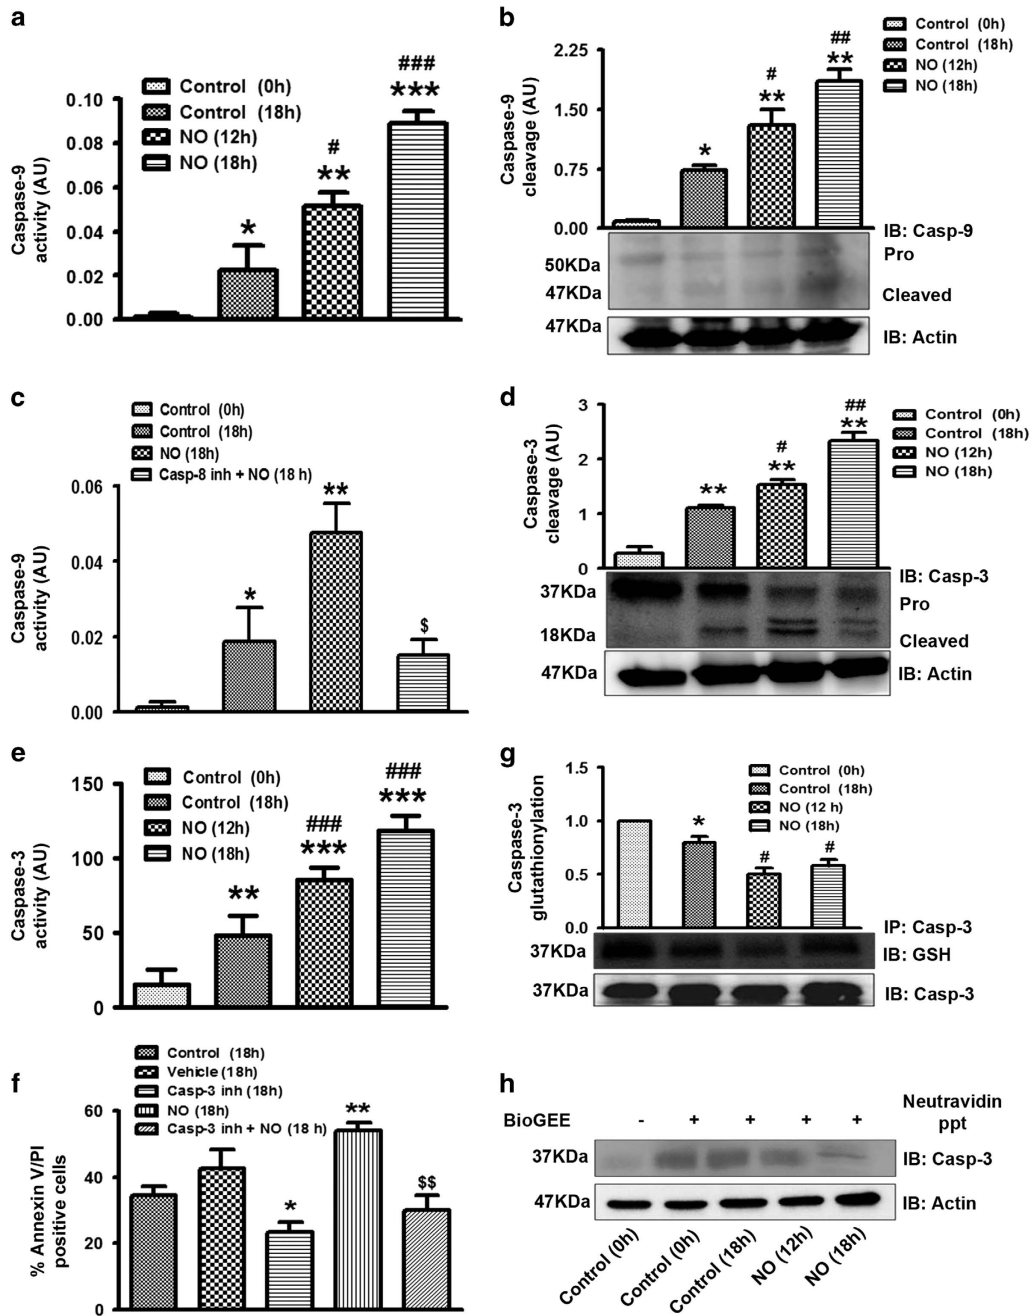 a
Control (0h)
Control (18h)
NO (12h)
NO (18h)
Caspase-9
activity (AU)
0.10
0.08
0.06
0.04
0.02
0.00
*
#
**
###
***
b
Control (0h)
Control (18h)
NO (12h)
NO (18h)
Caspase-9
cleavage (AU)
2.25
1.50
0.75
0.00
*
#
**
##
**
IB: Casp-9
Pro
50KDa
47KDa
Cleaved
47KDa
IB: Actin
c
Control (0h)
Control (18h)
NO (18h)
Casp-8 inh + NO (18 h)
Caspase-9
activity (AU)
0.06
0.04
0.02
0.00
*
**
$
d
Control (0h)
Control (18h)
NO (12h)
NO (18h)
Caspase-3
cleavage (AU)
3
2
1
0
**
#
**
##
**
IB: Casp-3
37KDa
Pro
18KDa
Cleaved
47KDa
IB: Actin
e
Control (0h)
Control (18h)
NO (12h)
NO (18h)
Caspase-3
activity (AU)
150
100
50
0
**
###
***
###
***
g
Control (0h)
Control (18h)
NO (12 h)
NO (18h)
Caspase-3
glutathionylation
1.5
1.0
0.5
0.0
*
#
#
IP: Casp-3
37KDa
IB: GSH
37KDa
IB: Casp-3
f
Control (18h)
Vehicle (18h)
Casp-3 inh (18h)
NO (18h)
Casp-3 inh + NO (18 h)
% Annexin V/PI
positive cells
60
40
20
0
*
**
$$
h
BioGEE - + + + +
Neutravidin
ppt
37KDa
IB: Casp-3
47KDa
IB: Actin
Control (0h)
Control (0h)
Control (18h)
NO (12h)
NO (18h)